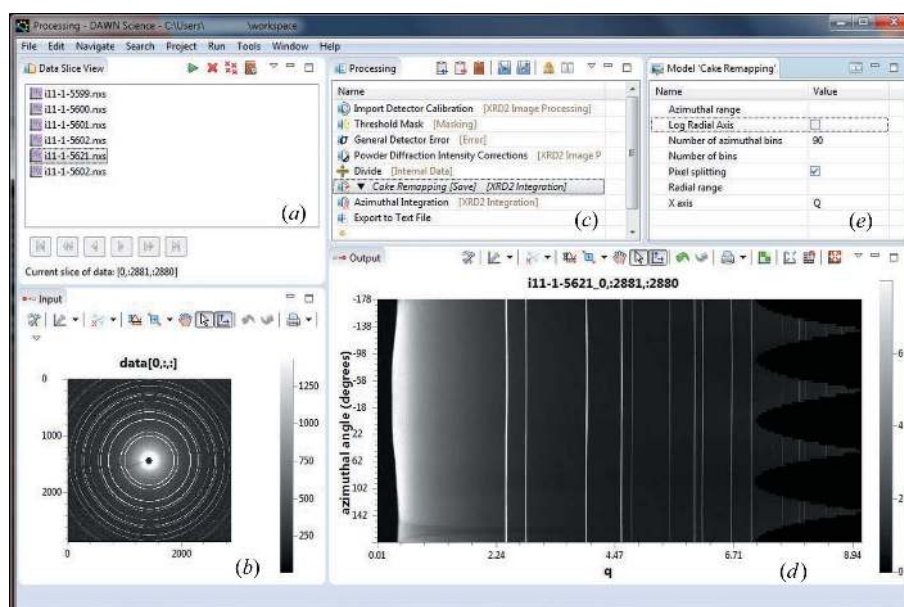 Processing - DAWN Science - C:\Users\ \workspace
File Edit Navigate Search Project Run Tools Window Help
Data Slice View
i11-1-5599.nxs
i11-1-5600.nxs
i11-1-5601.nxs
i11-1-5602.nxs
i11-1-5621.nxs
i11-1-5602.nxs
(a)
Current slice of data: [0,:2881,:2880]
Processing
Name
Import Detector Calibration [XRD2 Image Processing]
Threshold Mask [Masking]
General Detector Error [Error]
Powder Diffraction Intensity Corrections [XRD2 Image P
Divide [Internal Data]
▼ Cake Remapping [Save] [XRD2 Integration]
Azimuthal Integration [XRD2 Integration]
Export to Text File
(c)
Model 'Cake Remapping'
Name Value
Azimuthal range
Log Radial Axis
Number of azimuthal bins 90
Number of bins
Pixel splitting
Radial range
X axis Q
(e)
Input
data[0,:,:]
0
1000
2000
0 2000
1250
1000
750
500
250
(b)
Output
i11-1-5621_0,:2881,:2880
azimuthal angle (degrees)
-178
-138
-98
-58
-18
22
62
102
142
0.01 2.24 4.47 6.71 8.94
q
6
4
2
0
(d)